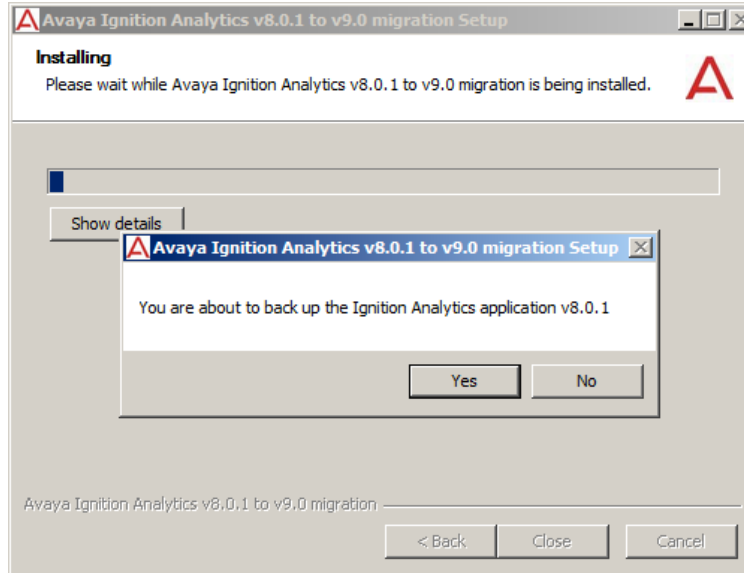 Avaya Ignition Analytics v8.0.1 to v9.0 migration Setup
Installing
Please wait while Avaya Ignition Analytics v8.0.1 to v9.0 migration is being installed.
Show details
Avaya Ignition Analytics v8.0.1 to v9.0 migration Setup
You are about to back up the Ignition Analytics application v8.0.1
Yes No
Avaya Ignition Analytics v8.0.1 to v9.0 migration
< Back Close Cancel